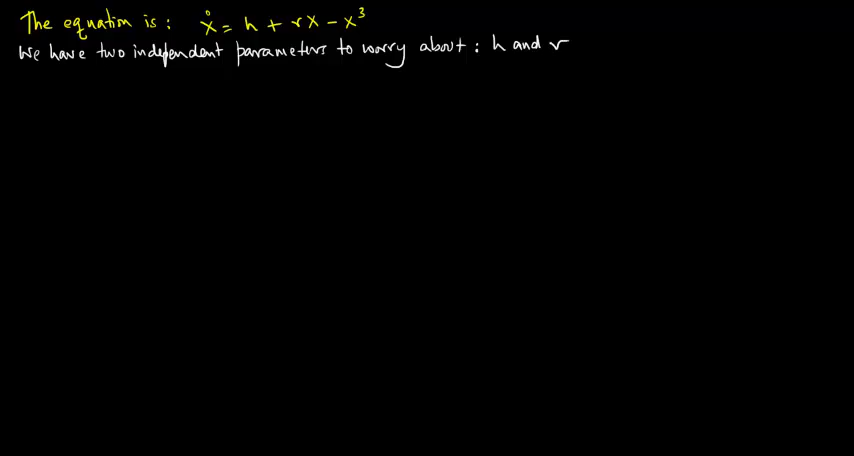 The equation is : ẋ = h + rx - x³
We have two independent parameters to worry about : h and r